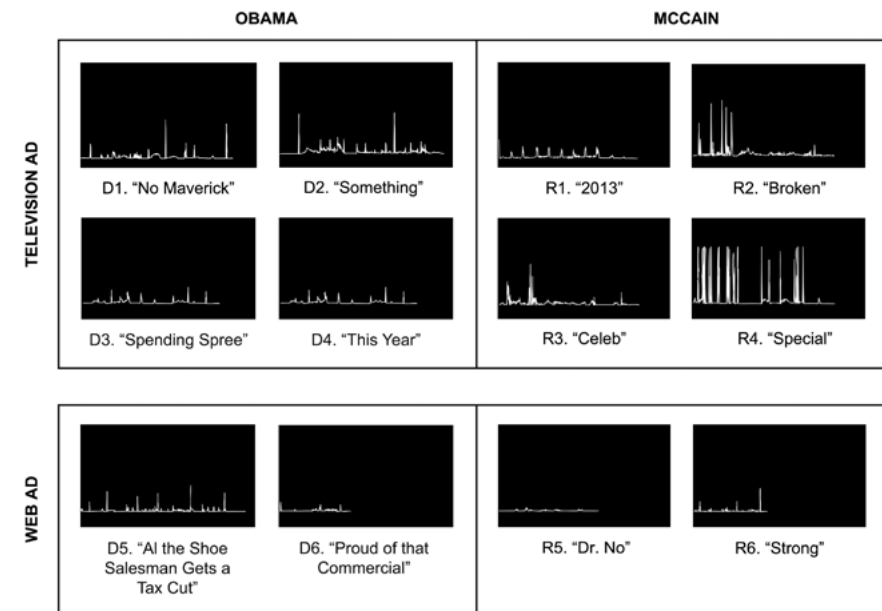 OBAMA
MCCAIN
TELEVISION AD
D1. “No Maverick”
D2. “Something”
R1. “2013”
R2. “Broken”
D3. “Spending Spree”
D4. “This Year”
R3. “Celeb”
R4. “Special”
WEB AD
D5. “Al the Shoe
Salesman Gets a
Tax Cut”
D6. “Proud of that
Commercial”
R5. “Dr. No”
R6. “Strong”